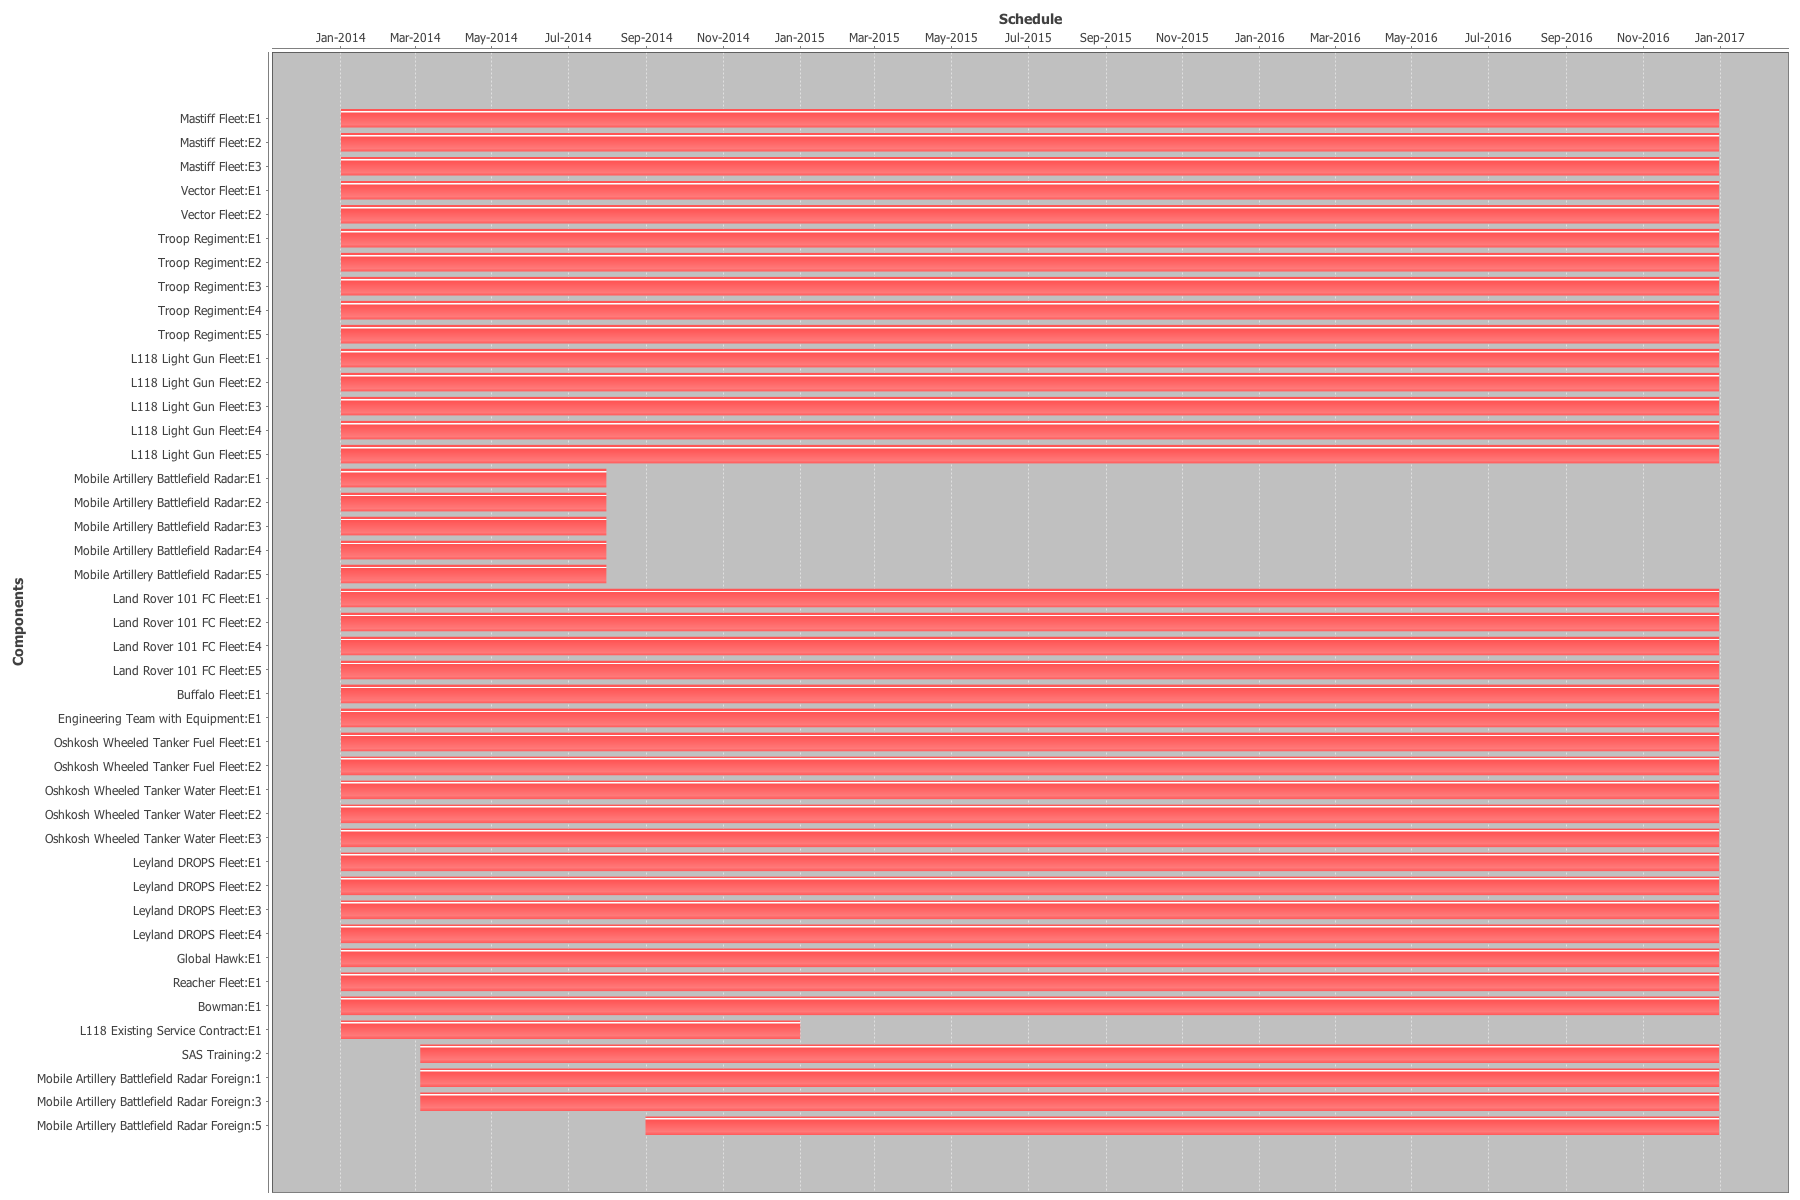 Schedule
Jan-2014 Mar-2014 May-2014 Jul-2014 Sep-2014 Nov-2014 Jan-2015 Mar-2015 May-2015 Jul-2015 Sep-2015 Nov-2015 Jan-2016 Mar-2016 May-2016 Jul-2016 Sep-2016 Nov-2016 Jan-2017
Components
Mastiff Fleet:E1
Mastiff Fleet:E2
Mastiff Fleet:E3
Vector Fleet:E1
Vector Fleet:E2
Troop Regiment:E1
Troop Regiment:E2
Troop Regiment:E3
Troop Regiment:E4
Troop Regiment:E5
L118 Light Gun Fleet:E1
L118 Light Gun Fleet:E2
L118 Light Gun Fleet:E3
L118 Light Gun Fleet:E4
L118 Light Gun Fleet:E5
Mobile Artillery Battlefield Radar:E1
Mobile Artillery Battlefield Radar:E2
Mobile Artillery Battlefield Radar:E3
Mobile Artillery Battlefield Radar:E4
Mobile Artillery Battlefield Radar:E5
Land Rover 101 FC Fleet:E1
Land Rover 101 FC Fleet:E2
Land Rover 101 FC Fleet:E4
Land Rover 101 FC Fleet:E5
Buffalo Fleet:E1
Engineering Team with Equipment:E1
Oshkosh Wheeled Tanker Fuel Fleet:E1
Oshkosh Wheeled Tanker Fuel Fleet:E2
Oshkosh Wheeled Tanker Water Fleet:E1
Oshkosh Wheeled Tanker Water Fleet:E2
Oshkosh Wheeled Tanker Water Fleet:E3
Leyland DROPS Fleet:E1
Leyland DROPS Fleet:E2
Leyland DROPS Fleet:E3
Leyland DROPS Fleet:E4
Global Hawk:E1
Reacher Fleet:E1
Bowman:E1
L118 Existing Service Contract:E1
SAS Training:2
Mobile Artillery Battlefield Radar Foreign:1
Mobile Artillery Battlefield Radar Foreign:3
Mobile Artillery Battlefield Radar Foreign:5